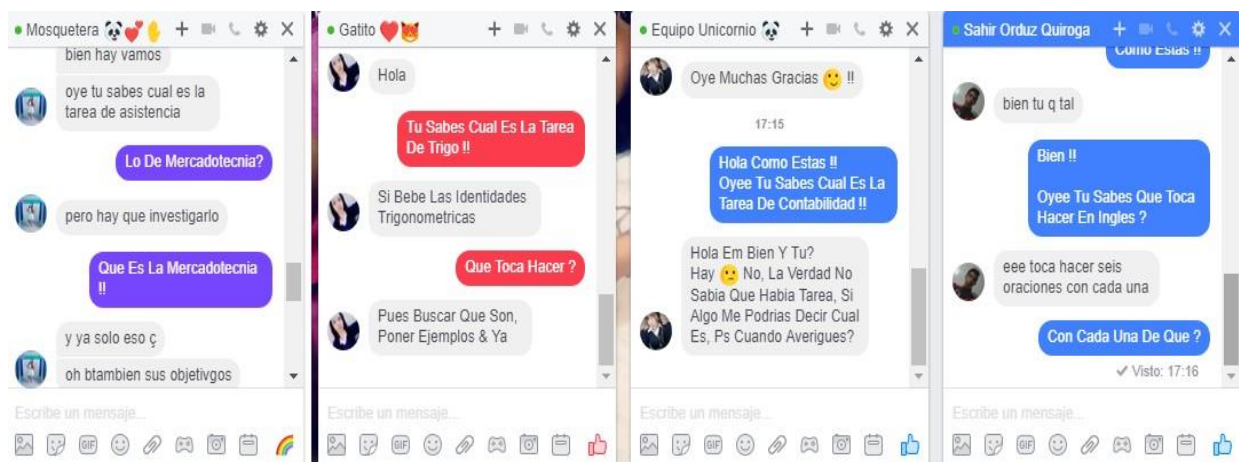 Mosquetera
bien hay vamos
oye tu sabes cual es la
tarea de asistencia
Lo De Mercadotecnia?
pero hay que investigarlo
Que Es La Mercadotecnia
!!
y ya solo eso ç
oh btambien sus objetivgos
Escribe un mensaje...
GIF
Gatito
Hola
Tu Sabes Cual Es La Tarea
De Trigo !!
Si Bebe Las Identidades
Trigonometricas
Que Toca Hacer ?
Pues Buscar Que Son,
Poner Ejemplos & Ya
Escribe un mensaje...
GIF
Equipo Unicornio
Oye Muchas Gracias 🙂 !!
17:15
Hola Como Estas !!
Oyee Tu Sabes Cual Es La
Tarea De Contabilidad !!
Hola Em Bien Y Tu?
Hay 🙁 No, La Verdad No
Sabia Que Habia Tarea, Si
Algo Me Podrias Decir Cual
Es, Ps Cuando Averigues?
Escribe un mensaje...
GIF
Sahir Orduz Quiroga
Como Estas !!
bien tu q tal
Bien !!
Oyee Tu Sabes Que Toca
Hacer En Ingles ?
eee toca hacer seis
oraciones con cada una
Con Cada Una De Que ?
✓ Visto: 17:16
Escribe un mensaje...
GIF